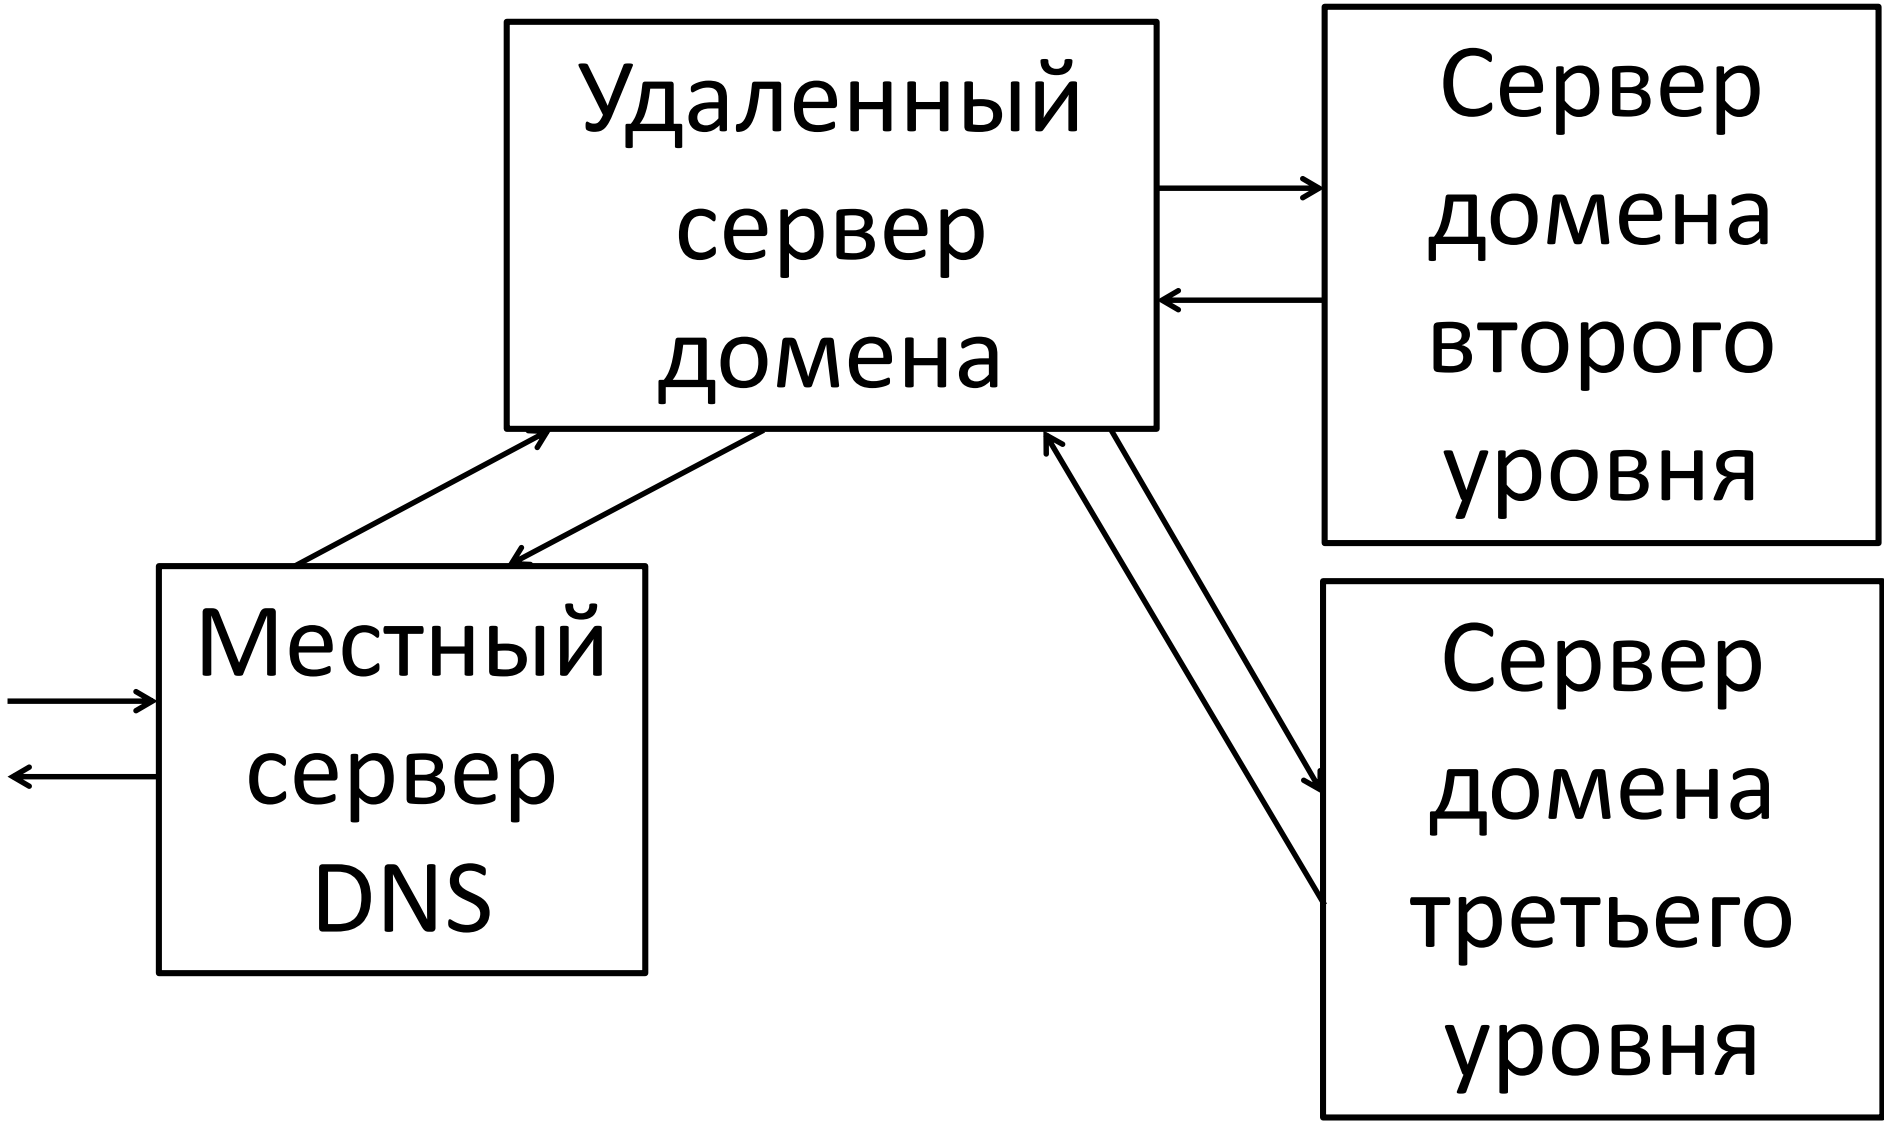 Удаленный
сервер
домена
Сервер
домена
второго
уровня
Местный
сервер
DNS
Сервер
домена
третьего
уровня